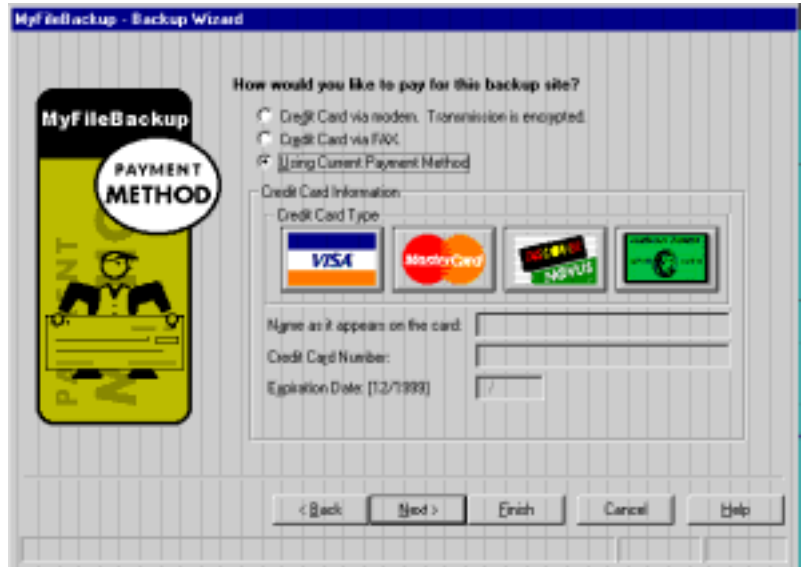 MyFileBackup - Backup Wizard
How would you like to pay for this backup site?
MyFileBackup
PAYMENT
METHOD
PAYMENT
Credit Card via modem. Transmission is encrypted.
Credit Card via FAX.
Using Current Payment Method
Credit Card Information
Credit Card Type
VISA
MasterCard
DISCOVER
NOVUS
Name as it appears on the card:
Credit Card Number:
Expiration Date: [12/1999]
/
< Back
Next >
Finish
Cancel
Help